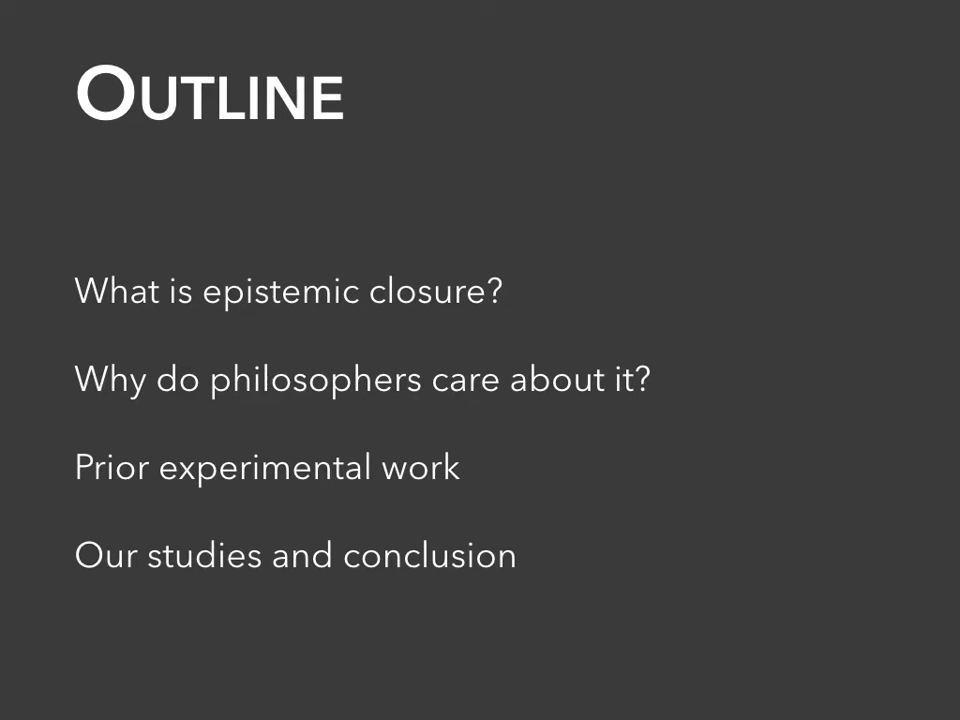 OUTLINE
What is epistemic closure?
Why do philosophers care about it?
Prior experimental work
Our studies and conclusion